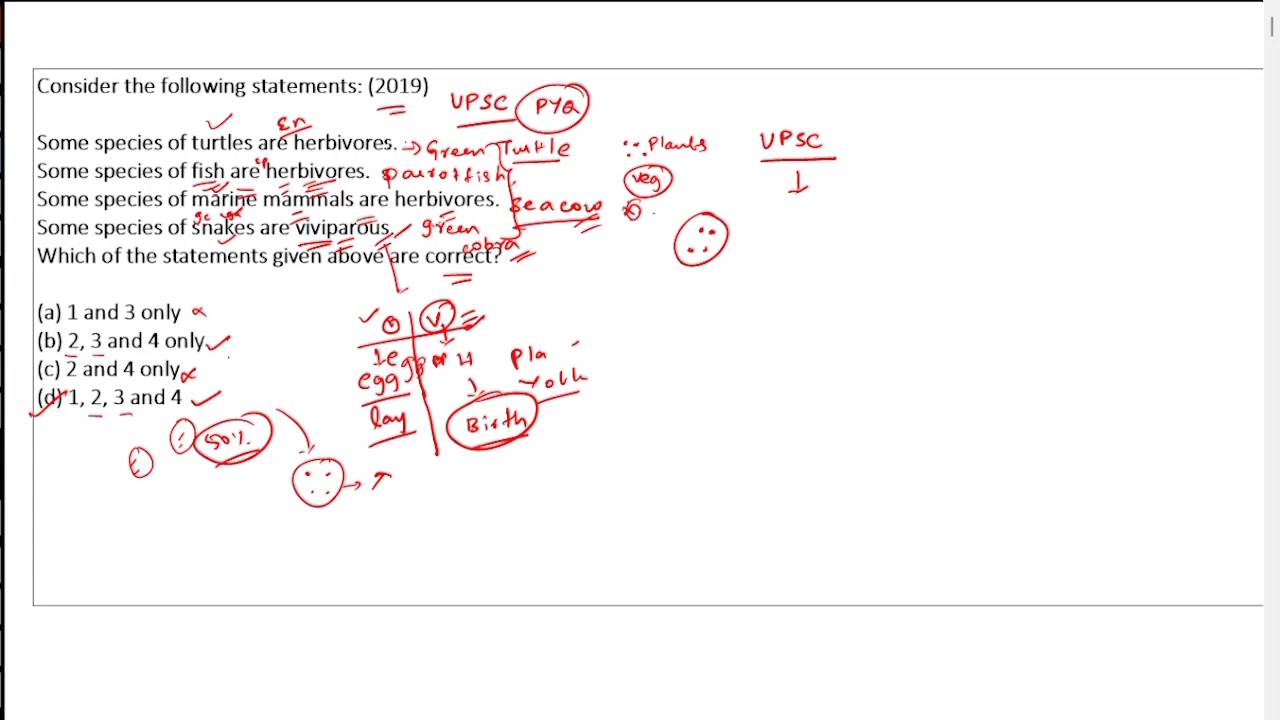 Consider the following statements: (2019)
UPSC PYQ
Some species of turtles are herbivores. → Green Turtle
Plants
UPSC
Some species of fish are herbivores. parrotfish
veg
Some species of marine mammals are herbivores. Seacow
Some species of snakes are viviparous. green
cobra
Which of the statements given above are correct?
(a) 1 and 3 only
(b) 2, 3 and 4 only
(c) 2 and 4 only
(d) 1, 2, 3 and 4
V
Pla
egg
Yolk
lay
Birth
50%